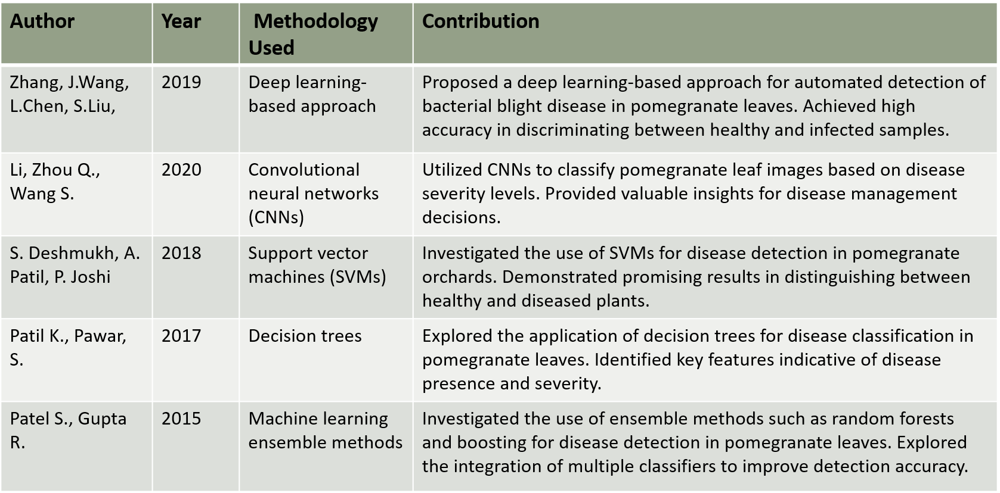 Author Year Methodology Contribution
Used
Zhang, J.Wang, 2019 Deep learning- Proposed a deep learning-based approach for automated detection of
L.Chen, S.Liu, based approach bacterial blight disease in pomegranate leaves. Achieved high
accuracy in discriminating between healthy and infected samples.
Li, Zhou Q., 2020 Convolutional Utilized CNNs to classify pomegranate leaf images based on disease
Wang S. neural networks severity levels. Provided valuable insights for disease management
(CNNs) decisions.
S. Deshmukh, A. 2018 Support vector Investigated the use of SVMs for disease detection in pomegranate
Patil, P. Joshi machines (SVMs) orchards. Demonstrated promising results in distinguishing between
healthy and diseased plants.
Patil K., Pawar, 2017 Decision trees Explored the application of decision trees for disease classification in
S. pomegranate leaves. Identified key features indicative of disease
presence and severity.
Patel S., Gupta 2015 Machine learning Investigated the use of ensemble methods such as random forests
R. ensemble methods and boosting for disease detection in pomegranate leaves. Explored
the integration of multiple classifiers to improve detection accuracy.